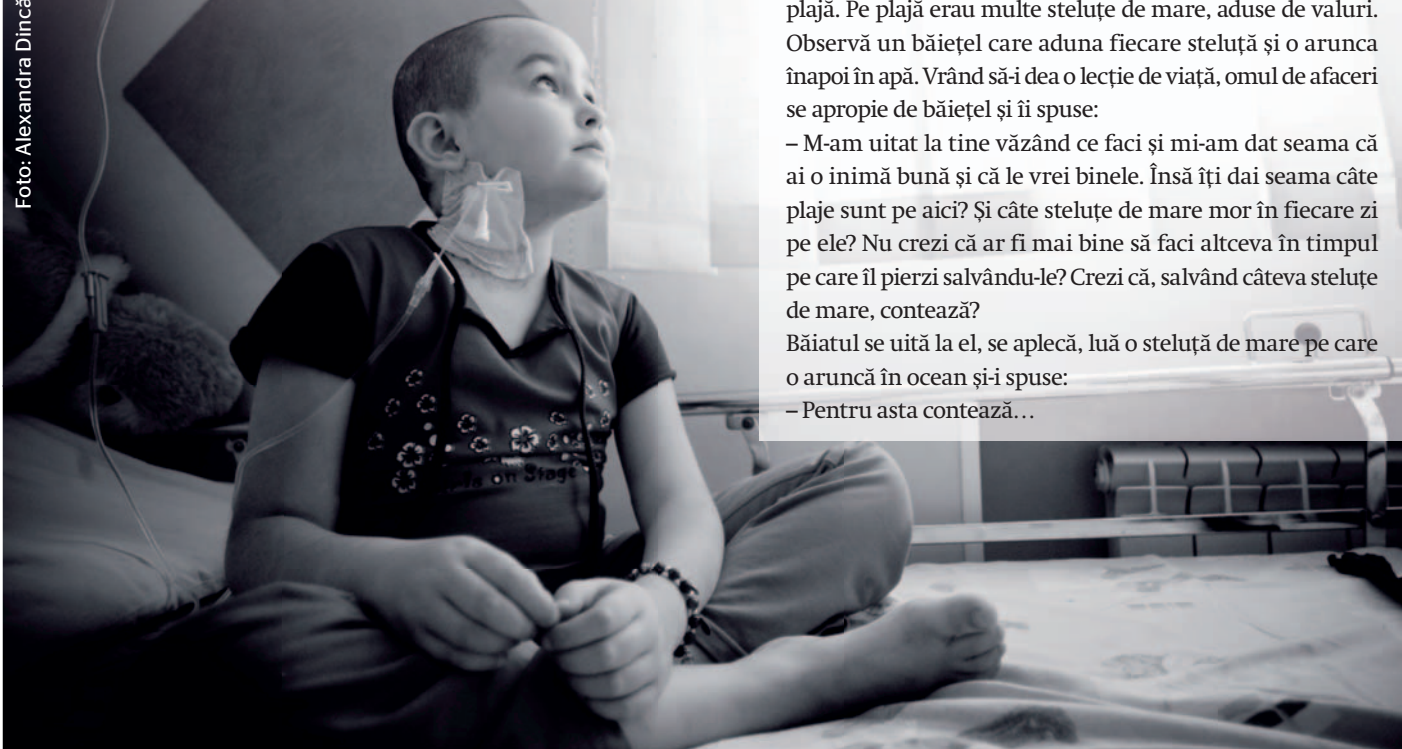 Foto: Alexandra Dincă
plajă. Pe plajă erau multe steluțe de mare, aduse de valuri.
Observă un băiețel care aduna fiecare steluță și o arunca
înapoi în apă. Vrând să-i dea o lecție de viață, omul de afaceri
se apropie de băiețel și îi spuse:
– M-am uitat la tine văzând ce faci și mi-am dat seama că
ai o inimă bună și că le vrei binele. Însă îți dai seama câte
plaje sunt pe aici? Și câte steluțe de mare mor în fiecare zi
pe ele? Nu crezi că ar fi mai bine să faci altceva în timpul
pe care îl pierzi salvându-le? Crezi că, salvând câteva steluțe
de mare, contează?
Băiatul se uită la el, se aplecă, luă o steluță de mare pe care
o aruncă în ocean și-i spuse:
– Pentru asta contează…
on Stage